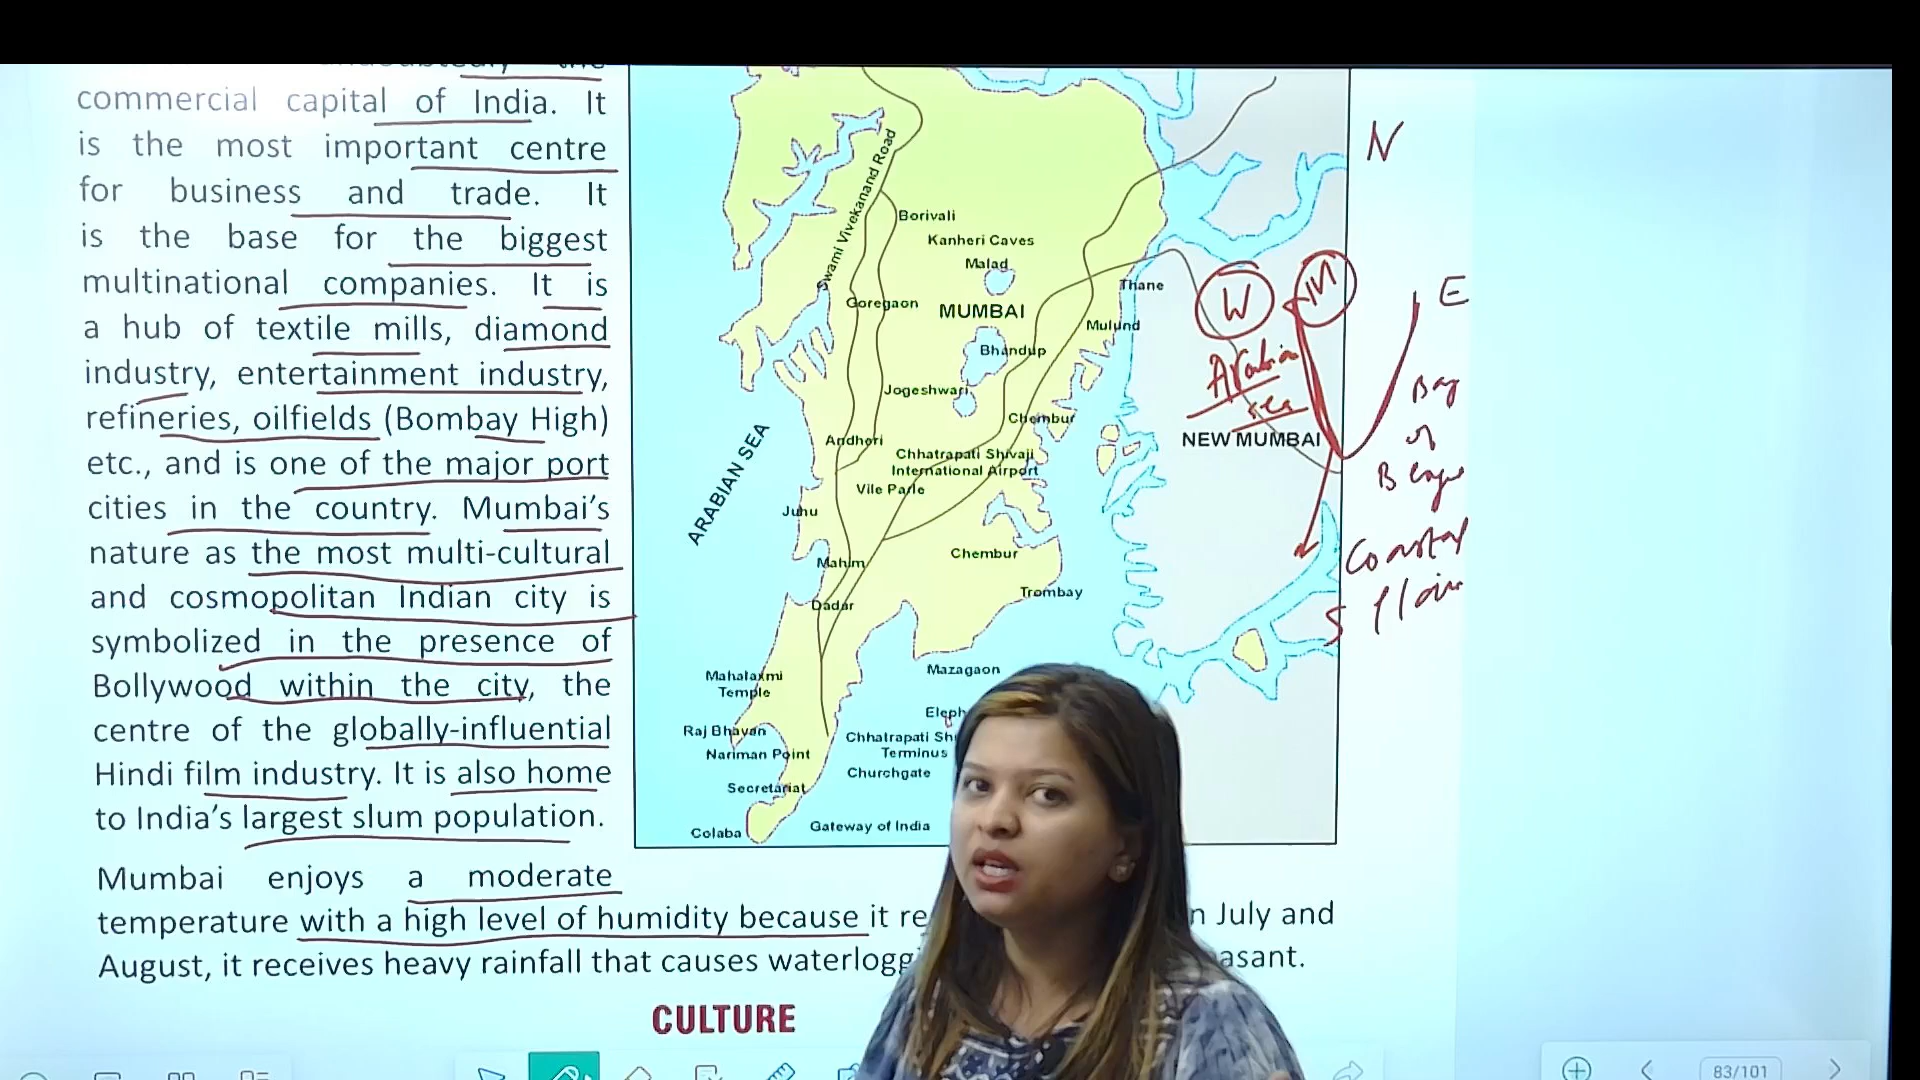 commercial capital of India. It
is the most important centre
for business and trade. It
is the base for the biggest
multinational companies. It is
a hub of textile mills, diamond
industry, entertainment industry,
refineries, oilfields (Bombay High)
etc., and is one of the major port
cities in the country. Mumbai’s
nature as the most multi-cultural
and cosmopolitan Indian city is
symbolized in the presence of
Bollywood within the city, the
centre of the globally-influential
Hindi film industry. It is also home
to India’s largest slum population.
Mumbai enjoys a moderate
temperature with a high level of humidity because it re n July and
August, it receives heavy rainfall that causes waterlogg asant.
CULTURE
Swami Vivekanand Road
Borivali
Kanheri Caves
Malad
Goregaon
MUMBAI
Thane
Mulund
Bhandup
Jogeshwari
Chembur
Andheri
Chhatrapati Shivaji
International Airport
Vile Parle
ARABIAN SEA
Juhu
Mahim
Chembur
Dadar
Trombay
NEW MUMBAI
Mazagaon
Mahalaxmi
Temple
Eleph
Raj Bhavan
Chhatrapati Sh
Terminus
Nariman Point
Churchgate
Secretariat
Colaba
Gateway of India
N
W
M
E
Arabian
sea
Bay
of
Coastal
S Plain
83/101